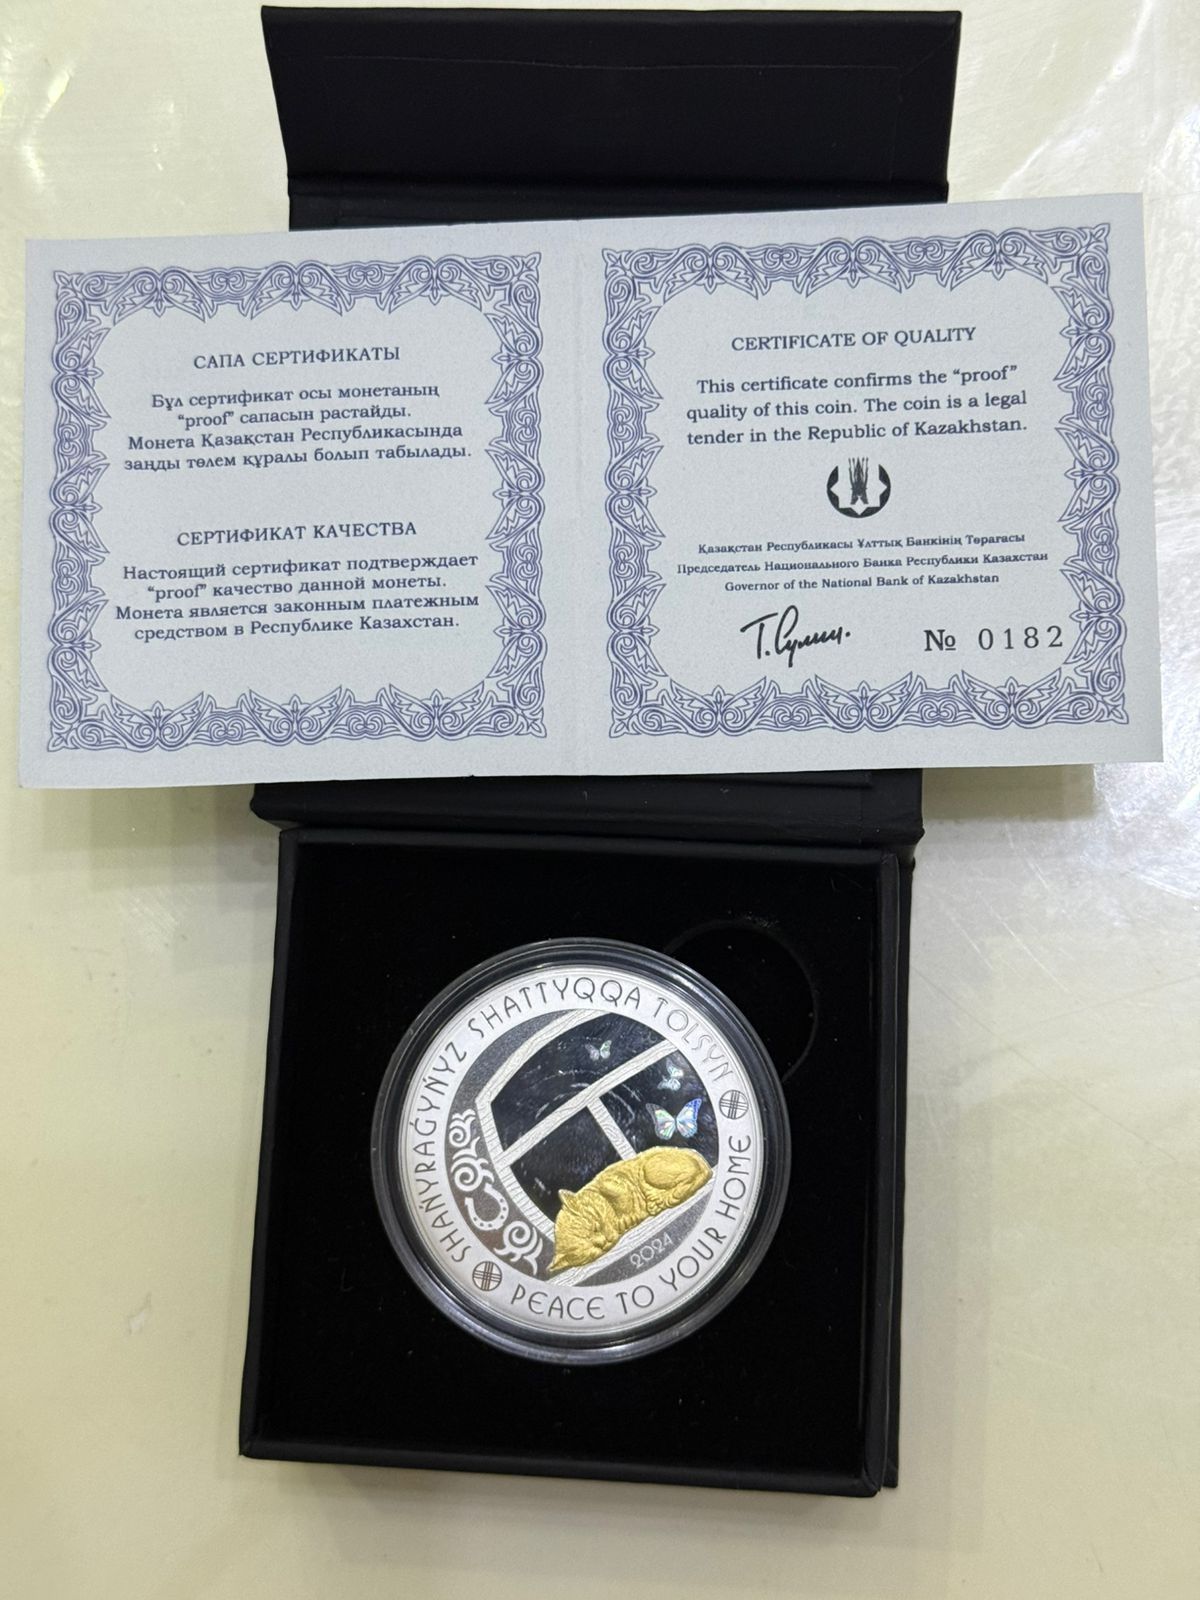 САПА СЕРТИФИКАТЫ
Бұл сертификат осы монетаның
“proof” сапасын растайды.
Монета Қазақстан Республикасында
заңды төлем құралы болып табылады.
СЕРТИФИКАТ КАЧЕСТВА
Настоящий сертификат подтверждает
“proof” качество данной монеты.
Монета является законным платежным
средством в Республике Казахстан.
CERTIFICATE OF QUALITY
This certificate confirms the “proof”
quality of this coin. The coin is a legal
tender in the Republic of Kazakhstan.
Қазақстан Республикасы Ұлттық Банкінің Төрағасы
Председатель Национального Банка Республики Казахстан
Governor of the National Bank of Kazakhstan
№ 0182
SHAŃYRAǴYŃYZ SHATTYQQA TOLSYN
PEACE TO YOUR HOME
2024